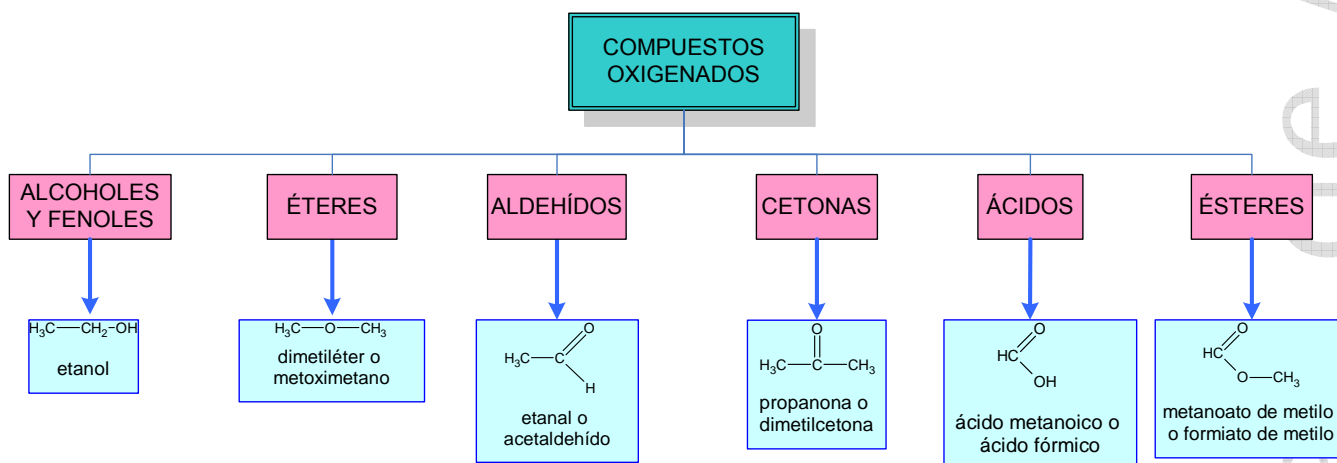 COMPUESTOS
OXIGENADOS
ALCOHOLES
Y FENOLES
ÉTERES
ALDEHÍDOS
CETONAS
ÁCIDOS
ÉSTERES
H₃C—CH₂-OH
etanol
H₃C—O—CH₃
dimetiléter o
metoximetano
O
H₃C—C
H
etanal o
acetaldehído
O
H₃C—C—CH₃
propanona o
dimetilcetona
O
HC
OH
ácido metanoico o
ácido fórmico
O
HC
O—CH₃
metanoato de metilo
o formiato de metilo